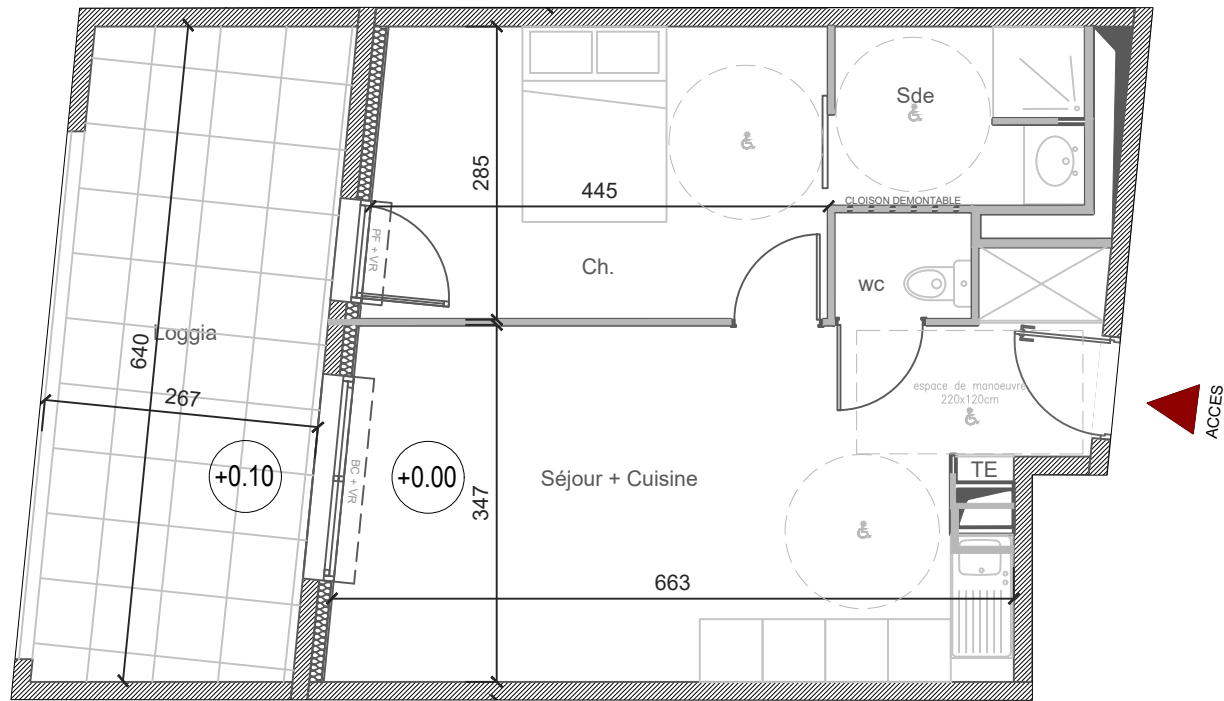 Sde
285
445
CLOISON DEMONTABLE
PF + VR
Ch.
wc
Loggia
640
267
espace de manoeuvre
220x120cm
ACCES
+0.10
+0.00
BC + VR
Séjour + Cuisine
TE
347
663